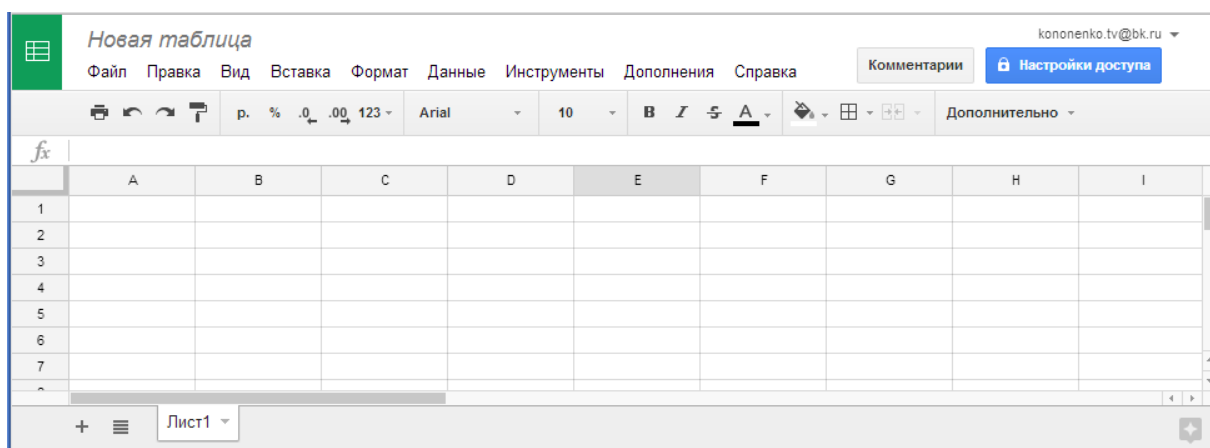 Новая таблица
kononenko.tv@bk.ru
Файл Правка Вид Вставка Формат Данные Инструменты Дополнения Справка
Комментарии Настройки доступа
р. % .0 .00 123 Arial 10 B I S A Дополнительно
fx
A B C D E F G H I
1
2
3
4
5
6
7
Лист1